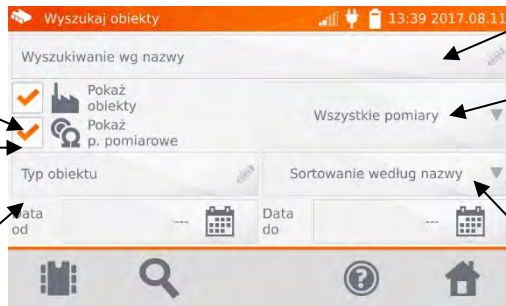 Wyszukaj obiekty
13:39 2017.08.11
Wyszukiwanie wg nazwy
Pokaż
obiekty
Pokaż
p. pomiarowe
Wszystkie pomiary
Typ obiektu
Sortowanie według nazwy
Data
od
---
Data
do
---